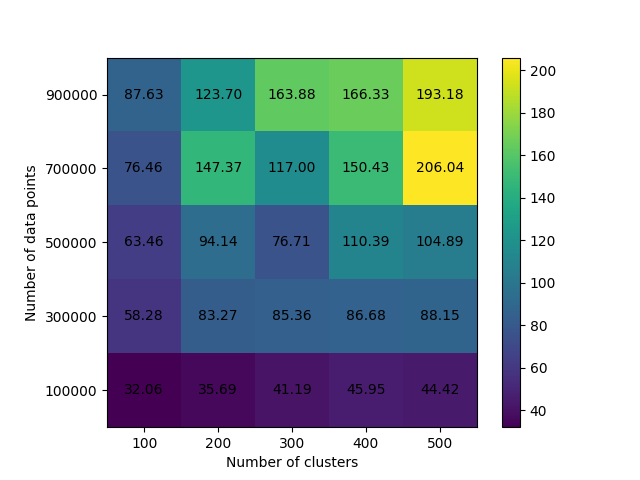 900000 87.63 123.70 163.88 166.33 193.18
700000 76.46 147.37 117.00 150.43 206.04
500000 63.46 94.14 76.71 110.39 104.89
300000 58.28 83.27 85.36 86.68 88.15
100000 32.06 35.69 41.19 45.95 44.42
100 200 300 400 500
Number of clusters
Number of data points
200
180
160
140
120
100
80
60
40